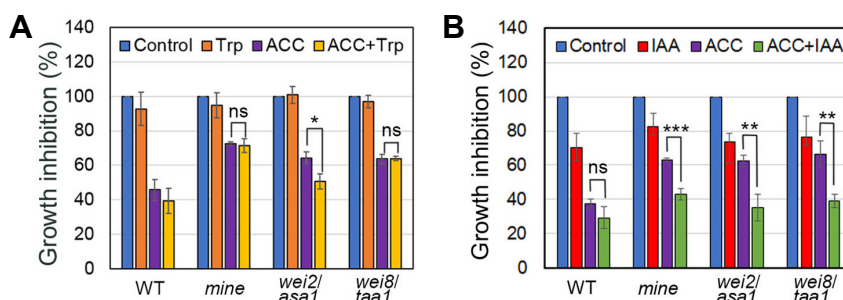 A
B
Growth inhibition (%)
140
120
100
80
60
40
20
0
Control Trp ACC ACC+Trp
ns
*
ns
WT mine wei2/ wei8/
asa1 taa1
Growth inhibition (%)
140
120
100
80
60
40
20
0
Control IAA ACC ACC+IAA
ns
***
**
**
WT mine wei2/ wei8/
asa1 taa1